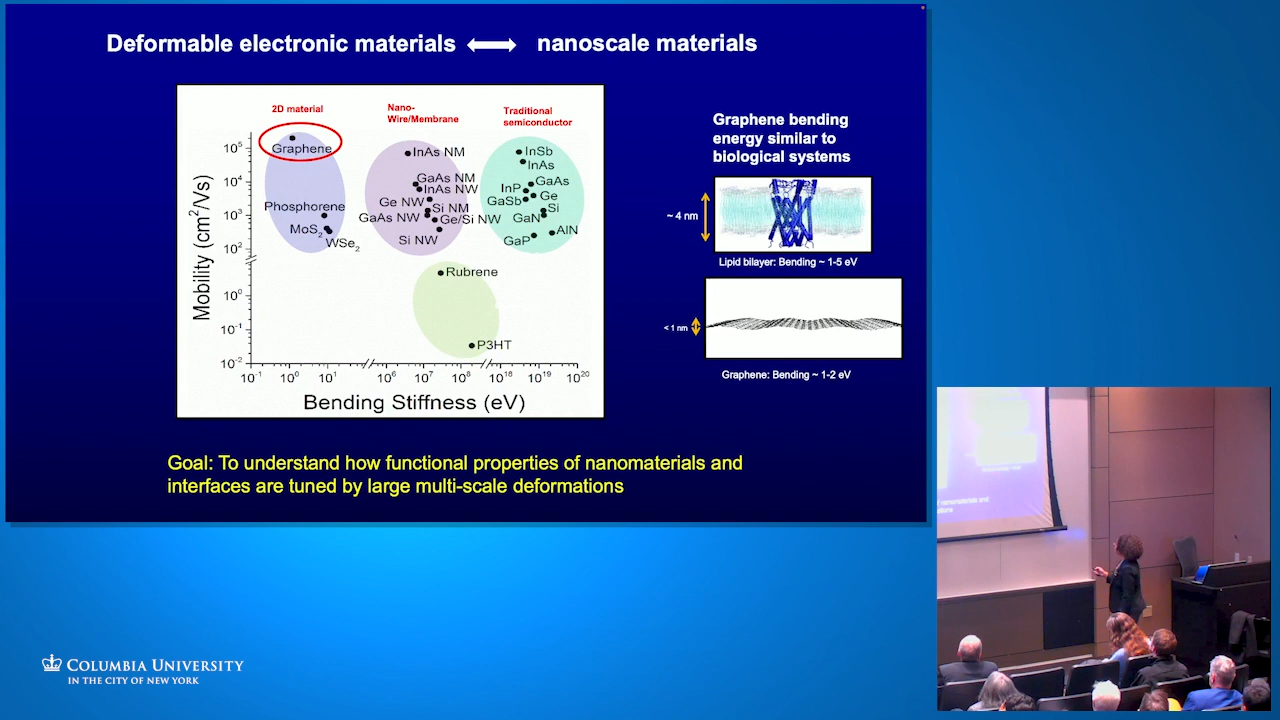 Deformable electronic materials
nanoscale materials
2D material
Nano-
Wire/Membrane
Traditional
semiconductor
Mobility (cm²/Vs)
10⁵
10⁴
10³
10²
10⁰
10⁻¹
10⁻²
Graphene
Phosphorene
MoS₂
WSe₂
InAs NM
GaAs NM
InAs NW
Ge NW
Si NM
GaAs NW
Ge/Si NW
Si NW
InSb
InAs
GaAs
InP
Ge
GaSb
Si
GaN
AlN
GaP
Rubrene
P3HT
10⁻¹ 10⁰ 10¹ 10⁶ 10⁷ 10⁸ 10¹⁸ 10¹⁹ 10²⁰
Bending Stiffness (eV)
Graphene bending
energy similar to
biological systems
~ 4 nm
Lipid bilayer: Bending ~ 1-5 eV
< 1 nm
Graphene: Bending ~ 1-2 eV
Goal: To understand how functional properties of nanomaterials and
interfaces are tuned by large multi-scale deformations
COLUMBIA UNIVERSITY
IN THE CITY OF NEW YORK